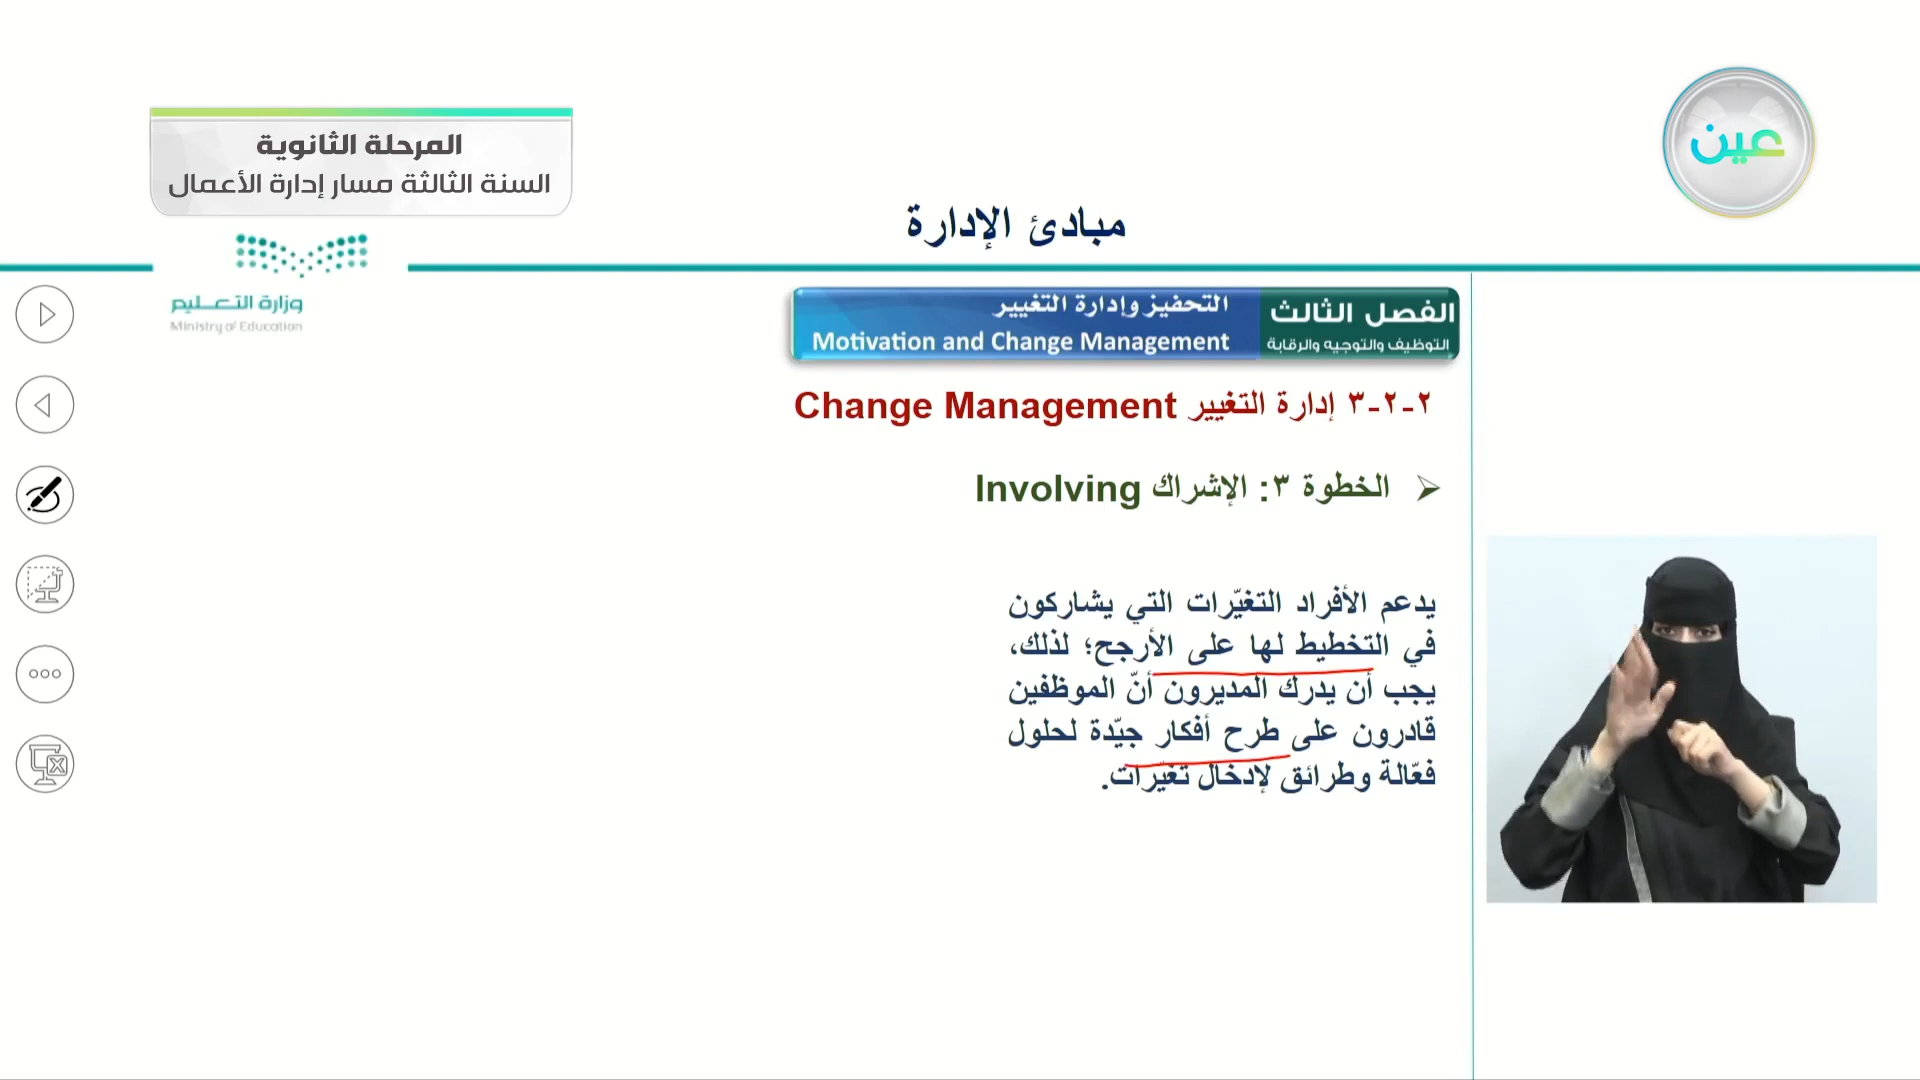 المرحلة الثانوية
السنة الثالثة مسار إدارة الأعمال
عين
مبادئ الإدارة
وزارة التعليم
Ministry of Education
الفصل الثالث
التوظيف والتوجيه والرقابة
التحفيز وإدارة التغيير
Motivation and Change Management
٣-٢-٢ إدارة التغيير Change Management
الخطوة ٣: الإشراك Involving
يدعم الأفراد التغيّرات التي يشاركون
في التخطيط لها على الأرجح؛ لذلك،
يجب أن يدرك المديرون أنّ الموظفين
قادرون على طرح أفكار جيّدة لحلول
فعّالة وطرائق لإدخال تغيّرات.